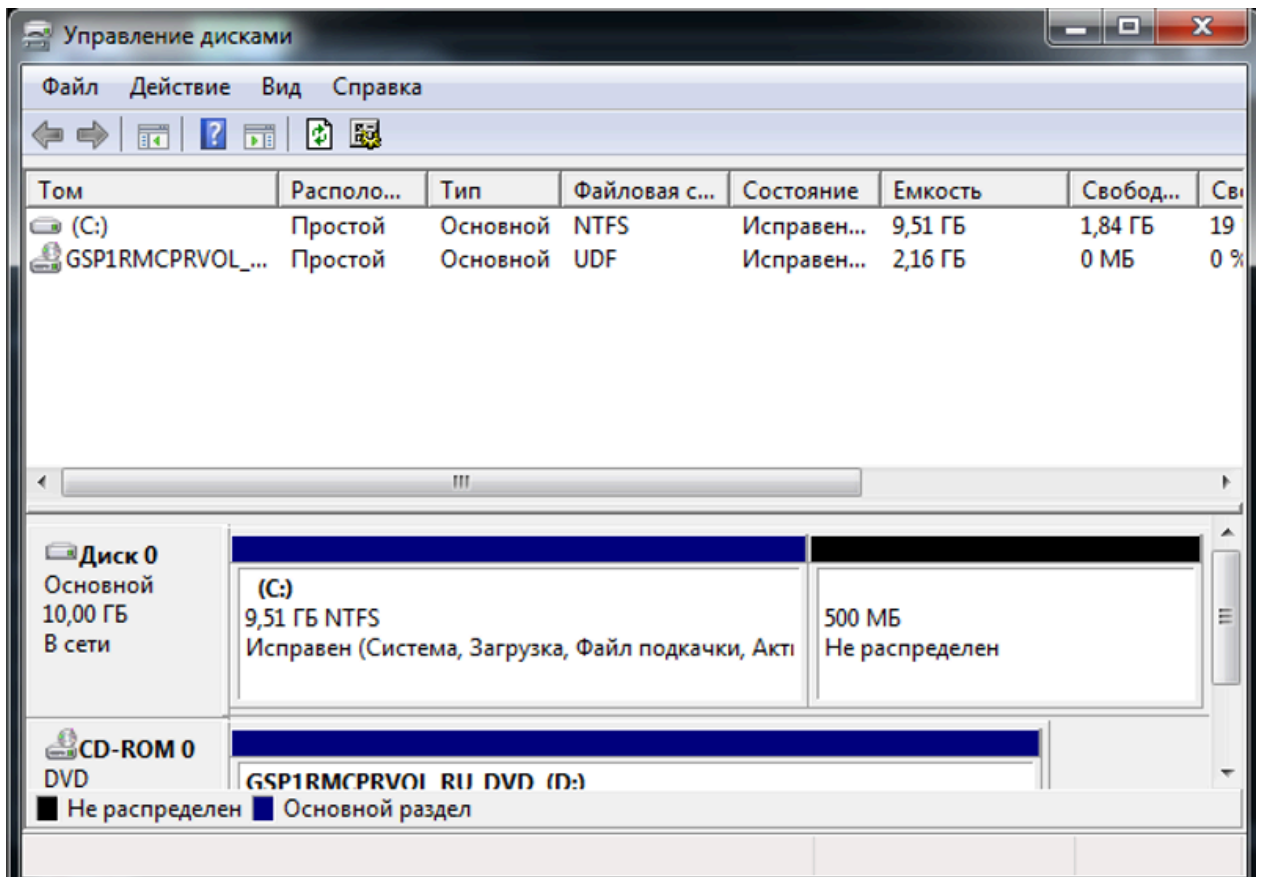 Управление дисками
Файл Действие Вид Справка
Том Располо... Тип Файловая с... Состояние Емкость Свобод... Сво
(C:) Простой Основной NTFS Исправен... 9,51 ГБ 1,84 ГБ 19
GSP1RMCPRVOL_... Простой Основной UDF Исправен... 2,16 ГБ 0 МБ 0 %
Диск 0
Основной
10,00 ГБ
В сети
(C:)
9,51 ГБ NTFS
Исправен (Система, Загрузка, Файл подкачки, Акти
500 МБ
Не распределен
CD-ROM 0
DVD
GSP1RMCPRVOL_RU_DVD (D:)
Не распределен Основной раздел